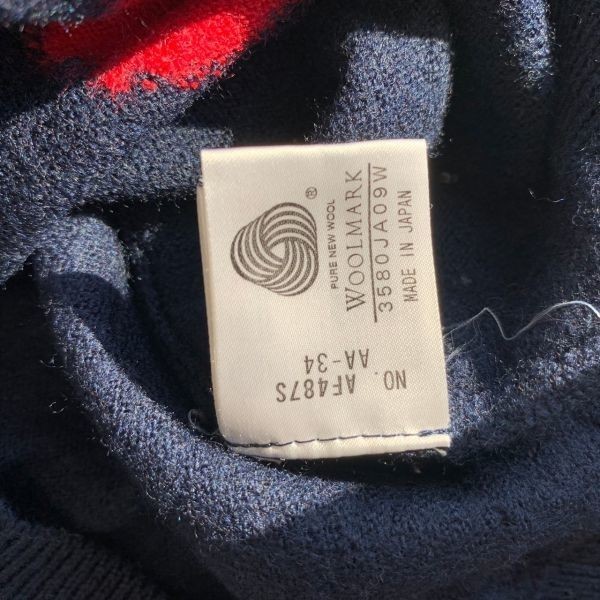 ®
PURE NEW WOOL
WOOLMARK
3580JA09W
MADE IN JAPAN
NO. AF487S
AA-34